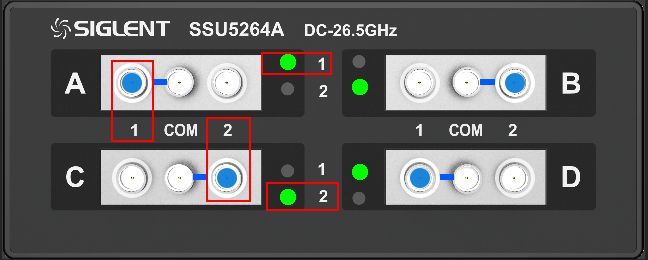 SIGLENT SSU5264A DC-26.5GHz
A 1 B
2
1 COM 2 1 COM 2
C 1 D
2